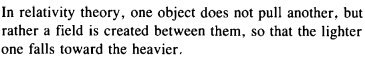 In relativity theory, one object does not pull another, but
rather a field is created between them, so that the lighter
one falls toward the heavier.